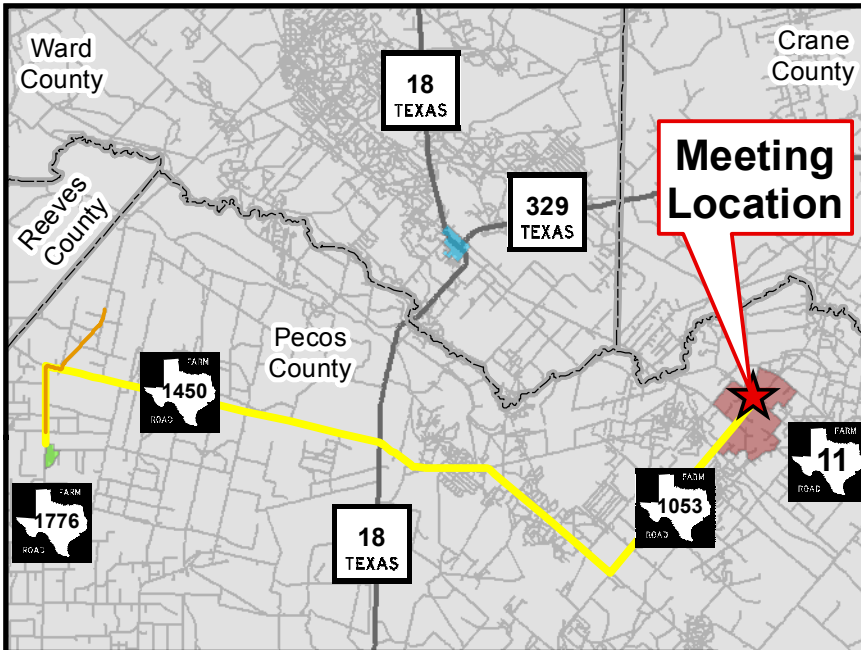 Ward
County
Crane
County
18
TEXAS
Meeting
Location
Reeves
County
329
TEXAS
Pecos
County
FARM
1450
ROAD
FARM
11
ROAD
FARM
1776
ROAD
18
TEXAS
FARM
1053
ROAD